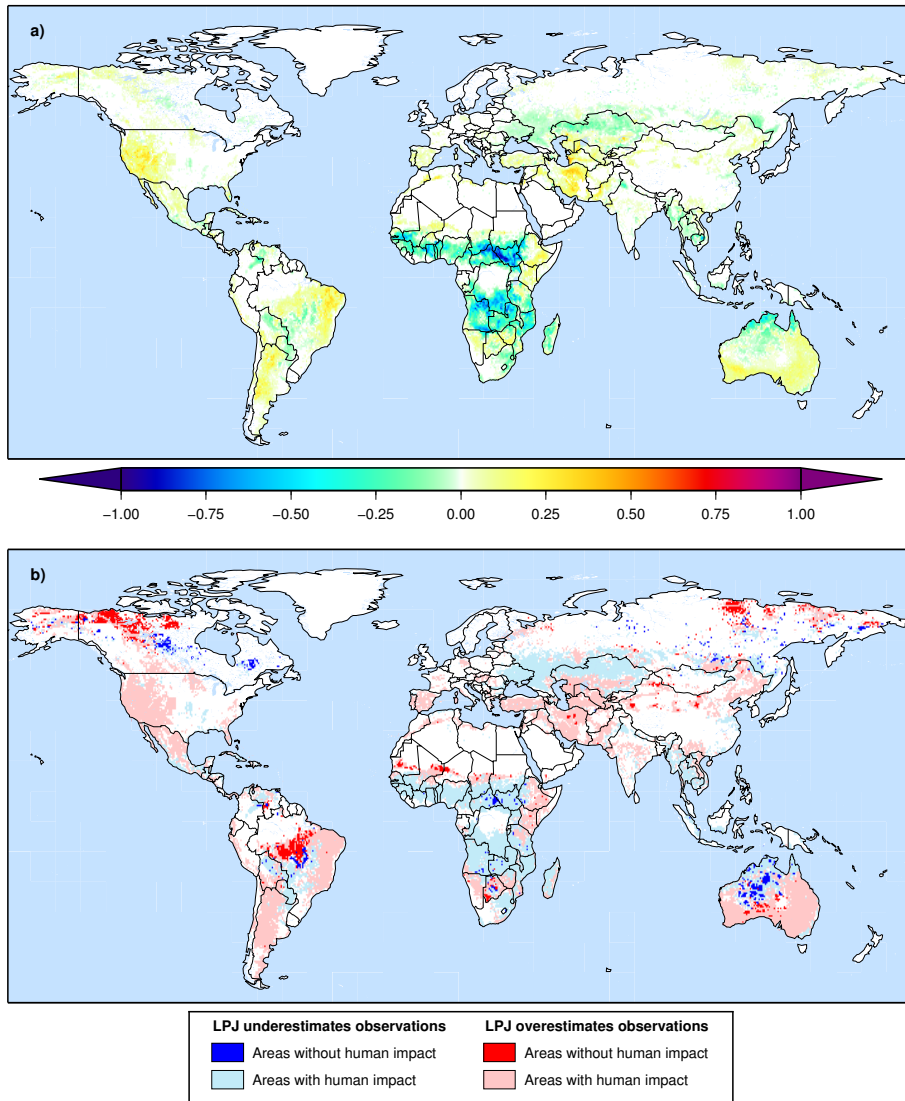 a)
−1.00 −0.75 −0.50 −0.25 0.00 0.25 0.50 0.75 1.00
b)
LPJ underestimates observations LPJ overestimates observations
Areas without human impact Areas without human impact
Areas with human impact Areas with human impact